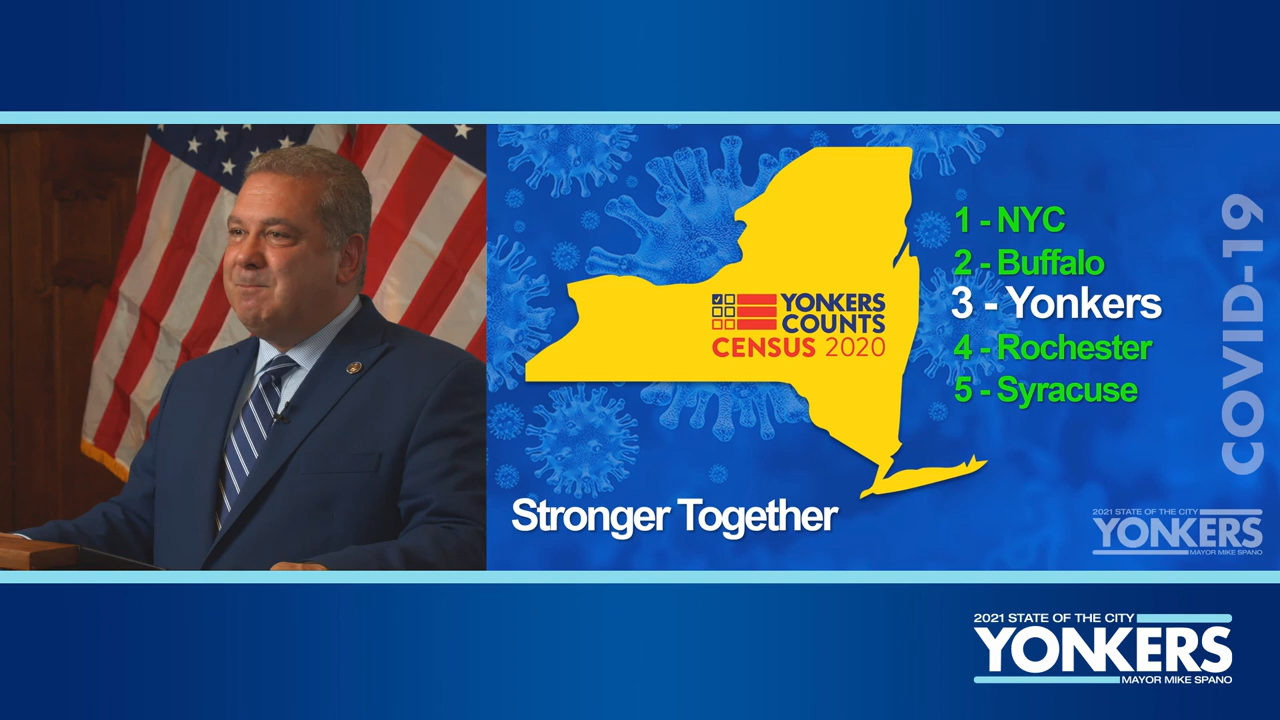 1 - NYC
2 - Buffalo
3 - Yonkers
4 - Rochester
5 - Syracuse
YONKERS
COUNTS
CENSUS 2020
COVID-19
Stronger Together
2021 STATE OF THE CITY
YONKERS
MAYOR MIKE SPANO
2021 STATE OF THE CITY
YONKERS
MAYOR MIKE SPANO